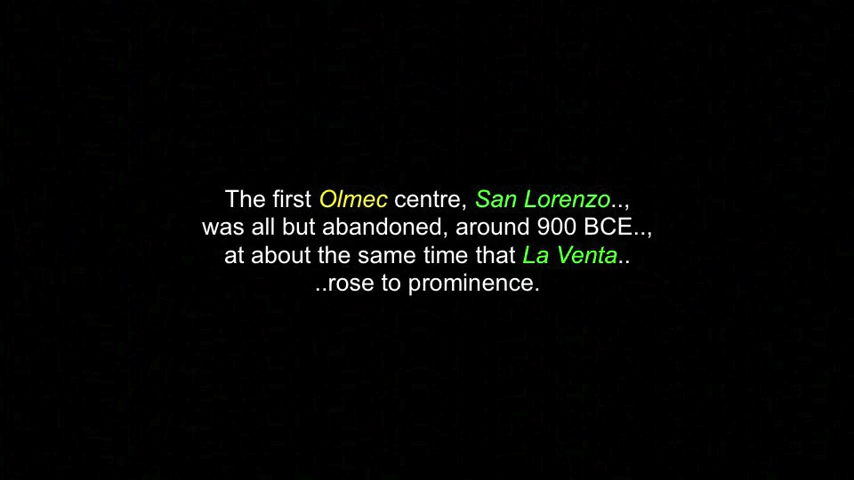 The first Olmec centre, San Lorenzo..,
was all but abandoned, around 900 BCE..,
at about the same time that La Venta..
..rose to prominence.